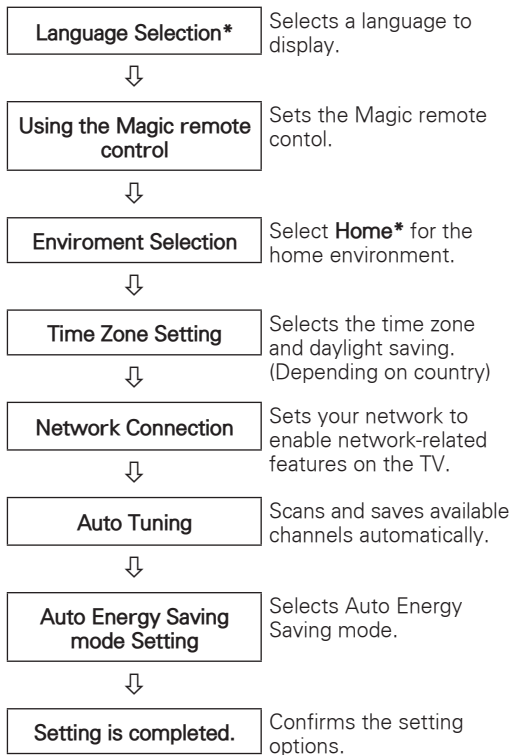 Language Selection*
Selects a language to
display.
Using the Magic remote
control
Sets the Magic remote
contol.
Enviroment Selection
Select Home* for the
home environment.
Time Zone Setting
Selects the time zone
and daylight saving.
(Depending on country)
Network Connection
Sets your network to
enable network-related
features on the TV.
Auto Tuning
Scans and saves available
channels automatically.
Auto Energy Saving
mode Setting
Selects Auto Energy
Saving mode.
Setting is completed.
Confirms the setting
options.